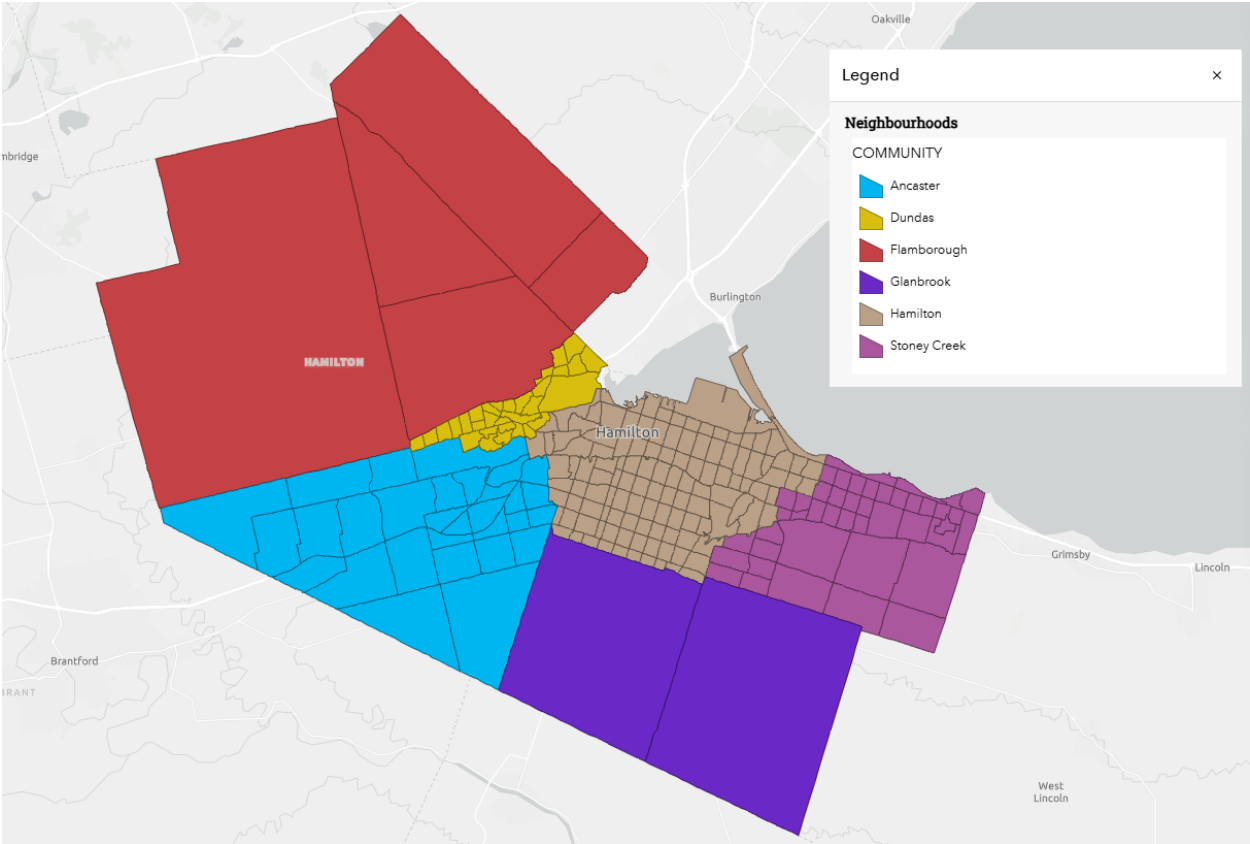 Oakville
Legend ×
Neighbourhoods
COMMUNITY
Ancaster
Dundas
Flamborough
Glanbrook
Hamilton
Stoney Creek
mbridge
Burlington
HAMILTON
Hamilton
Grimsby
Lincoln
Brantford
BRANT
West
Lincoln